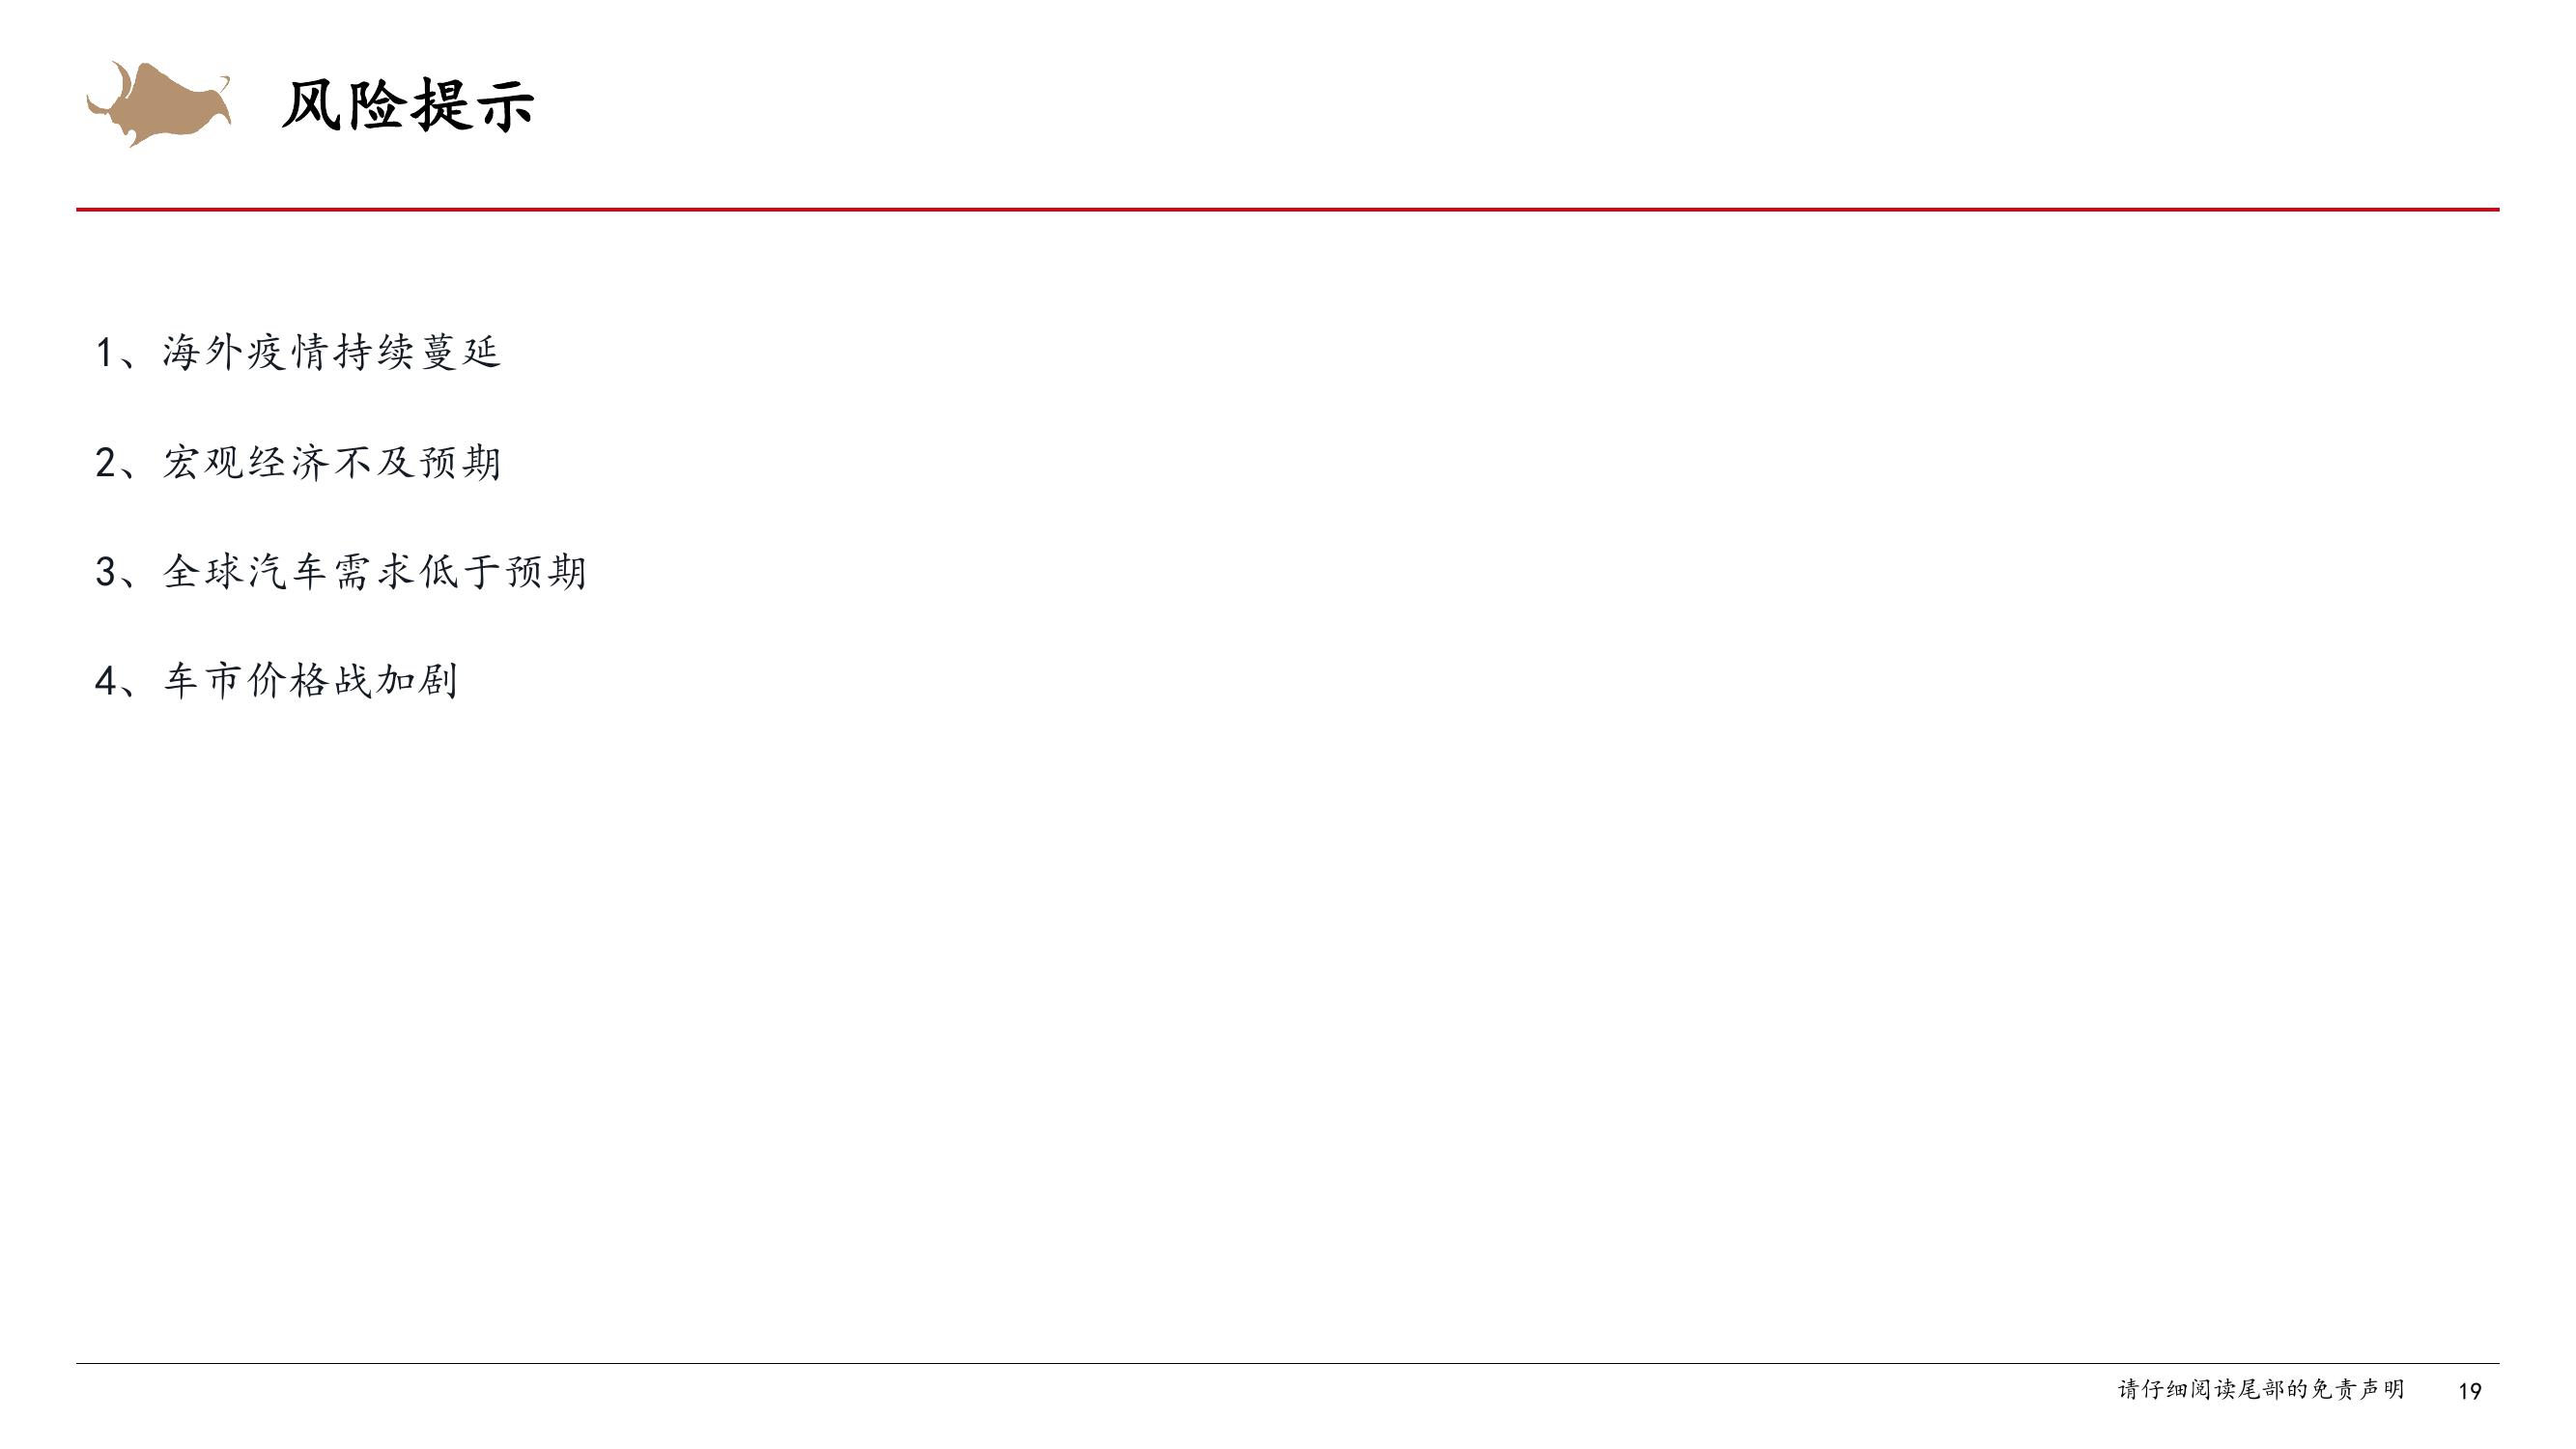 风险提示
1、海外疫情持续蔓延
2、宏观经济不及预期
3、全球汽车需求低于预期
4、车市价格战加剧
请仔细阅读尾部的免责声明
19